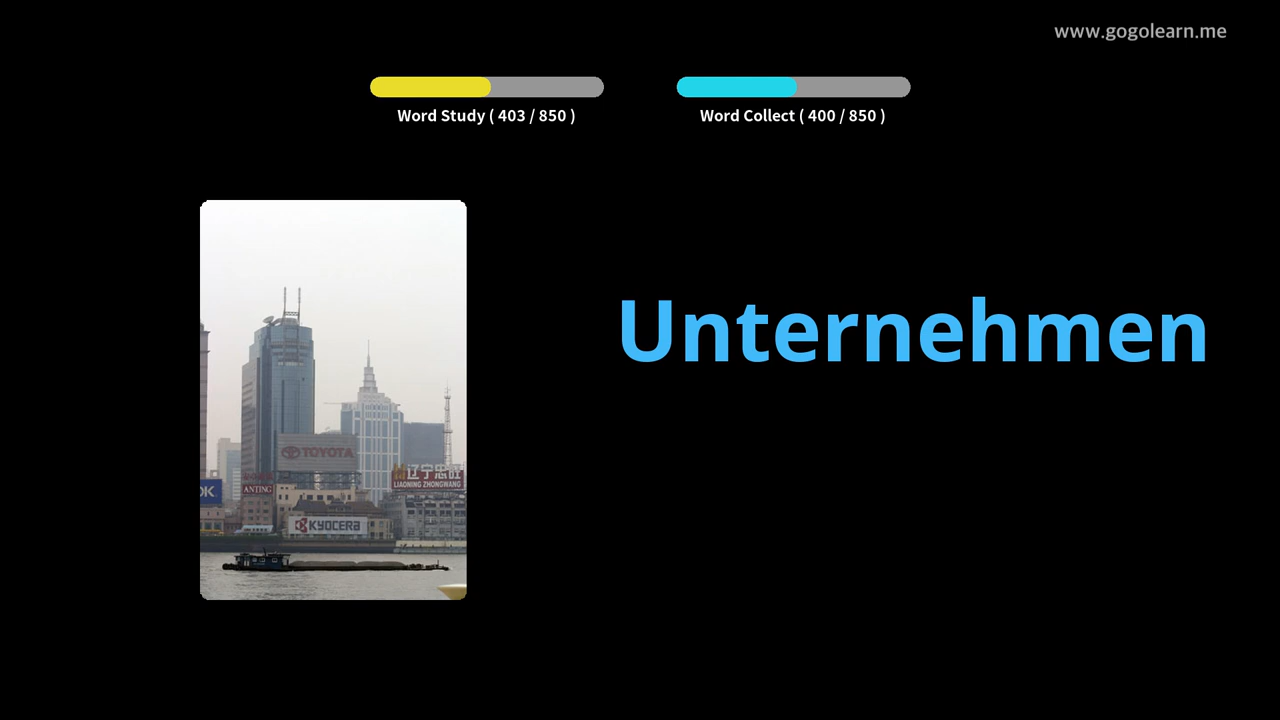 www.gogolearn.me
Word Study ( 403 / 850 )
Word Collect ( 400 / 850 )
Unternehmen
TOYOTA
辽宁忠旺
LIAONING ZHONGWANG
ANTING
KYOCERA